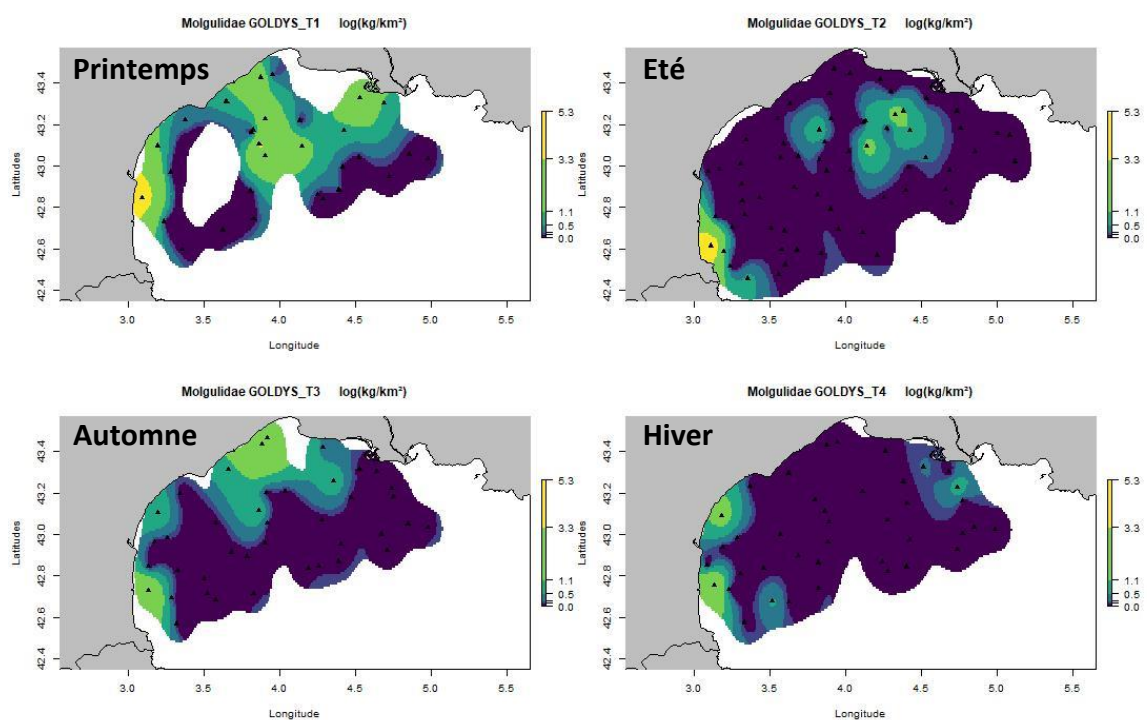 Molgulidae GOLDYS_T1 log(kg/km²)
Printemps
Latitudes
43.4
43.2
43.0
42.8
42.6
42.4
3.0 3.5 4.0 4.5 5.0 5.5
Longitude
5.3
3.3
1.1
0.5
0.0
Molgulidae GOLDYS_T2 log(kg/km²)
Eté
Latitudes
43.4
43.2
43.0
42.8
42.6
42.4
3.0 3.5 4.0 4.5 5.0 5.5
Longitude
5.3
3.3
1.1
0.5
0.0
Molgulidae GOLDYS_T3 log(kg/km²)
Automne
Latitudes
43.4
43.2
43.0
42.8
42.6
42.4
3.0 3.5 4.0 4.5 5.0 5.5
Longitude
5.3
3.3
1.1
0.5
0.0
Molgulidae GOLDYS_T4 log(kg/km²)
Hiver
Latitudes
43.4
43.2
43.0
42.8
42.6
42.4
3.0 3.5 4.0 4.5 5.0 5.5
Longitude
5.3
3.3
1.1
0.5
0.0